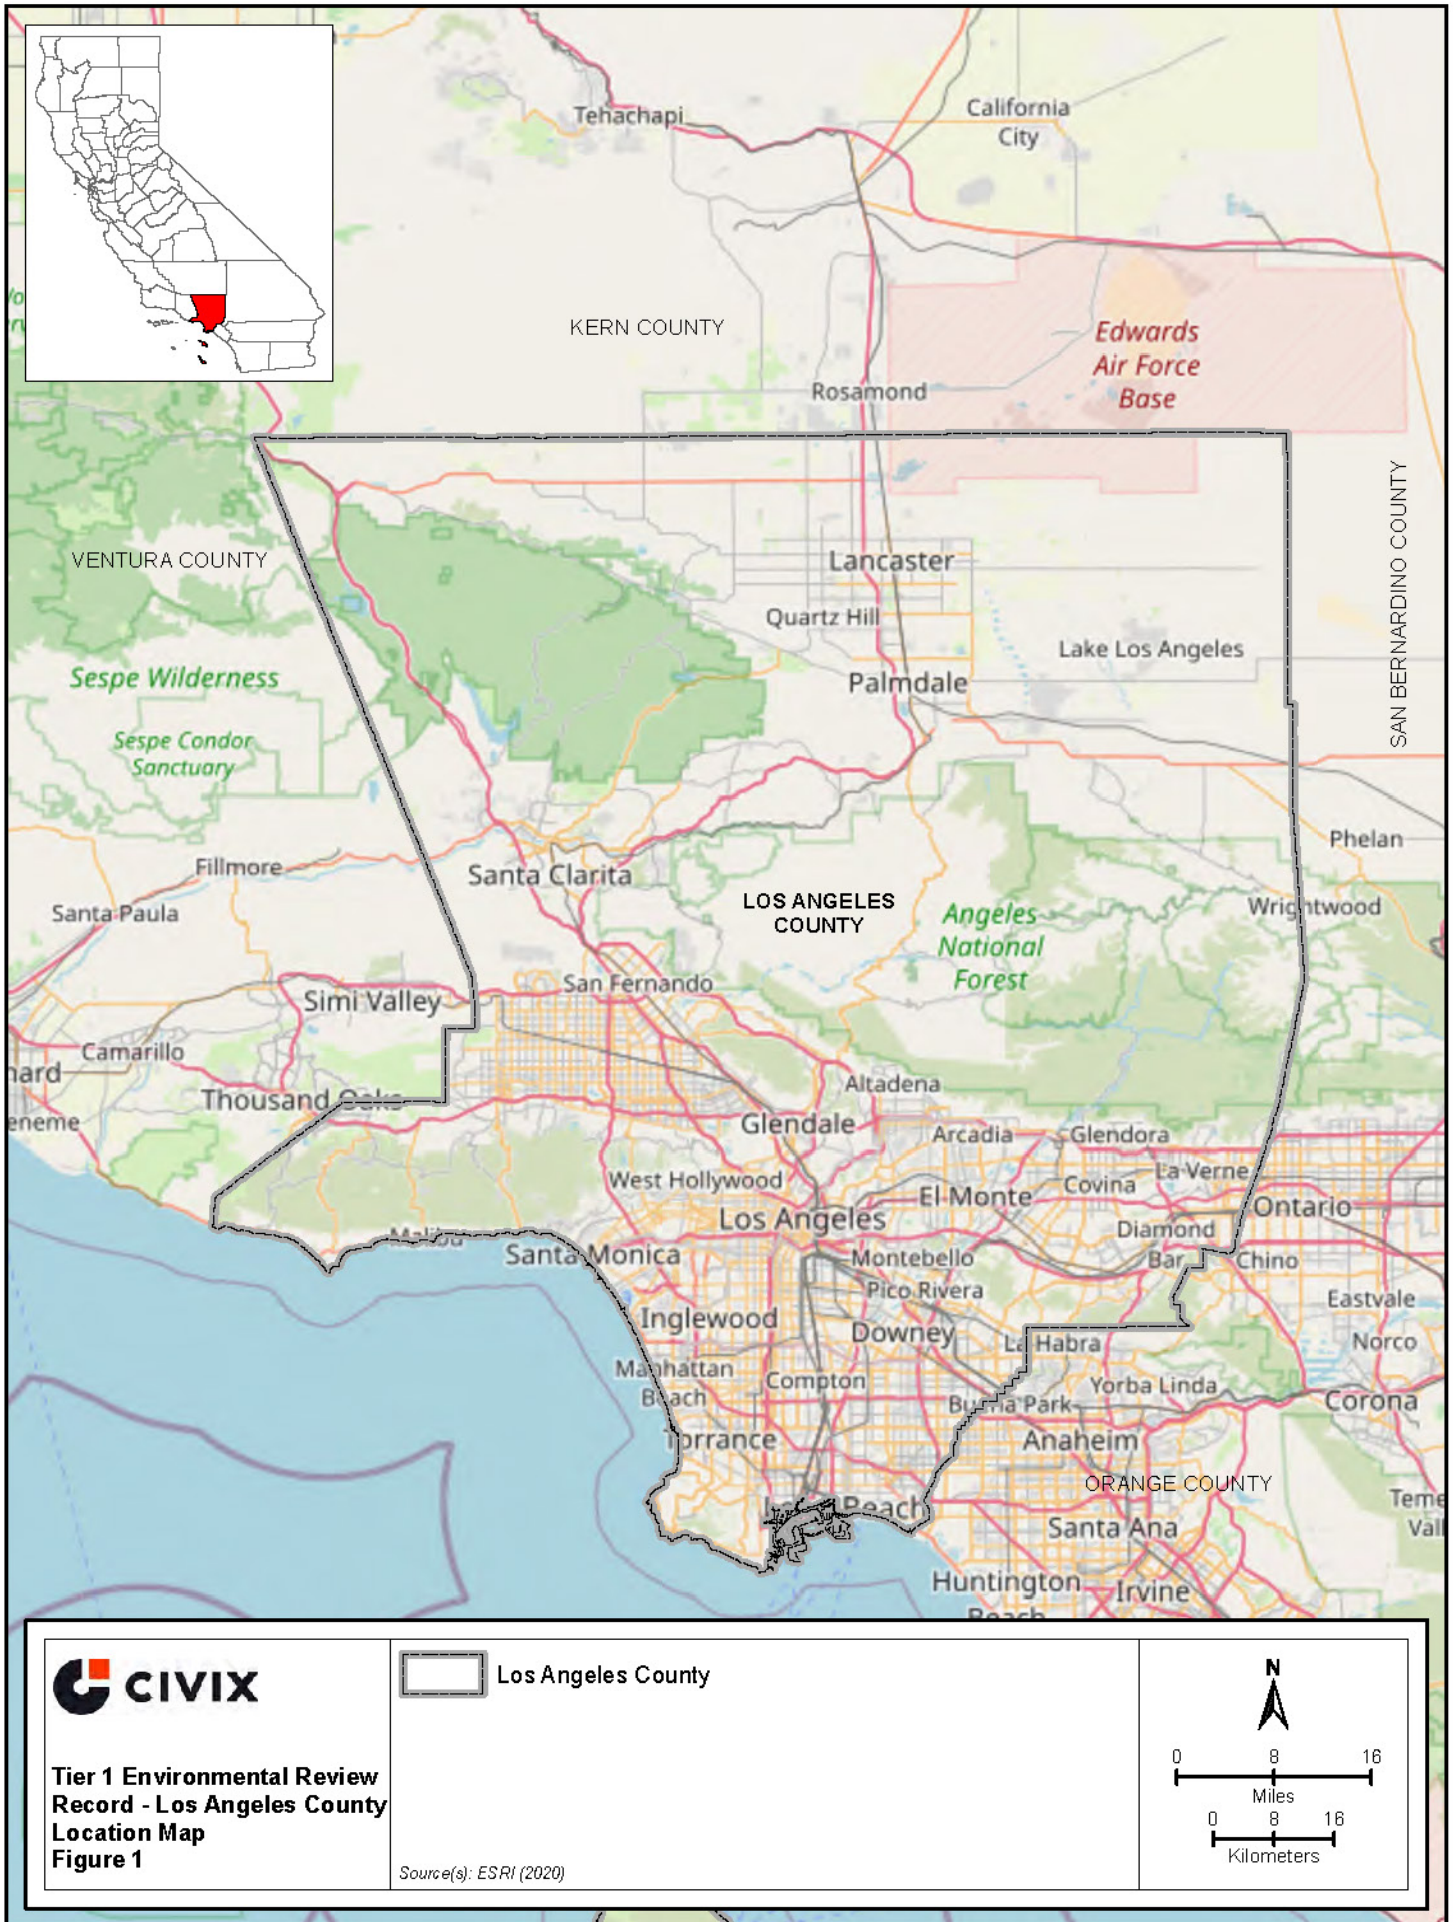 Tehachapi
California
City
KERN COUNTY
Edwards
Air Force
Base
Rosamond
VENTURA COUNTY
SAN BERNARDINO COUNTY
Lancaster
Quartz Hill
Lake Los Angeles
Sespe Wilderness
Palmdale
Sespe Condor
Sanctuary
Phelan
Fillmore
Santa Clarita
LOS ANGELES
COUNTY
Santa Paula
Angeles
National
Forest
Wrightwood
San Fernando
Simi Valley
Camarillo
nard
Altadena
Thousand Oaks
eneme
Glendale
Arcadia
Glendora
West Hollywood
La Verne
Covina
El Monte
Ontario
Los Angeles
Diamond
Bar
Malibu
Santa Monica
Montebello
Chino
Pico Rivera
Eastvale
Inglewood
Downey
La Habra
Norco
Manhattan
Beach
Compton
Yorba Linda
Buena Park
Corona
Torrance
Anaheim
ORANGE COUNTY
Teme
Vall
Long Beach
Santa Ana
Huntington
Beach
Irvine
CIVIX
Tier 1 Environmental Review
Record - Los Angeles County
Location Map
Figure 1
Los Angeles County
Source(s): ESRI (2020)
N
0 8 16
Miles
0 8 16
Kilometers